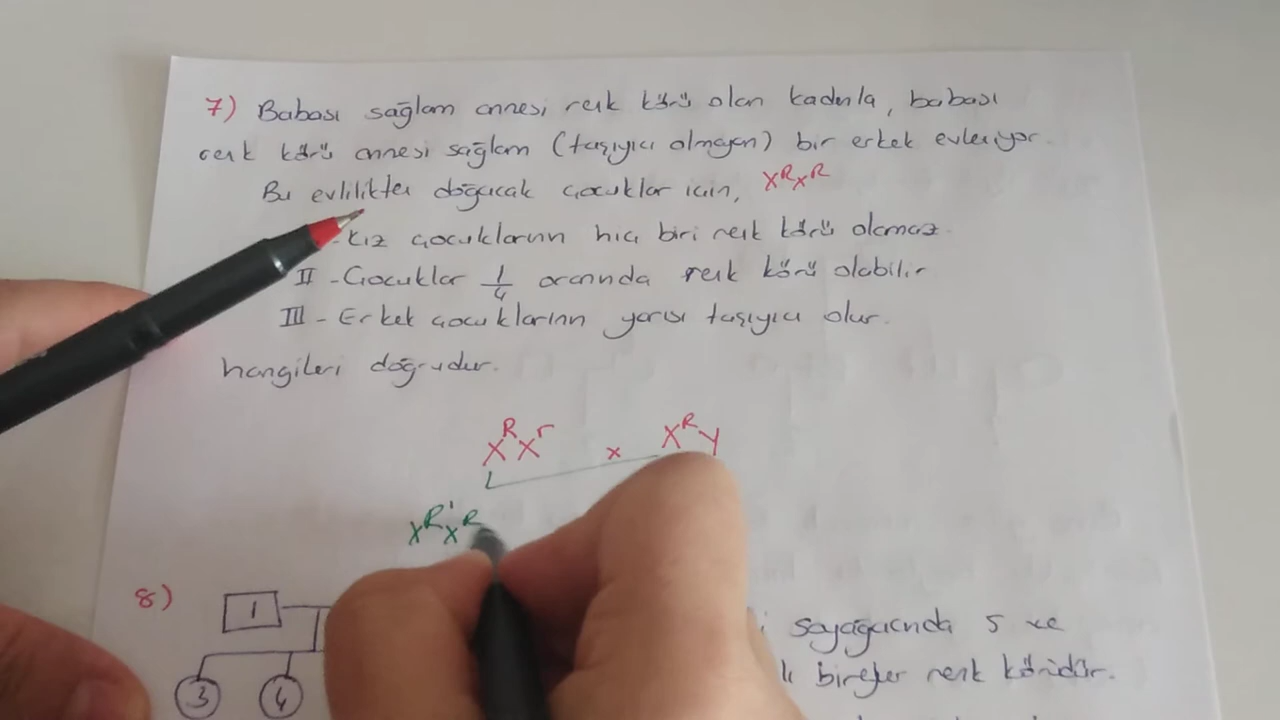 7) Babası sağlam annesi renk körü olan kadınla, babası
renk körü annesi sağlam (taşıyıcı olmayan) bir erkek evleniyor.
Bu evlilikten doğacak çocuklar için, XᴿXᴿ
Kız çocuklarının hiç biri renk körü olamaz.
II - Çocuklar 1/4 oranında renk körü olabilir
III - Erkek çocuklarının yarısı taşıyıcı olur.
hangileri doğrudur.
XᴿXʳ x XᴿY
XᴿXᴿ
8) 1
soyağacında 5 ve
3 4 bireyler renk körüdür.